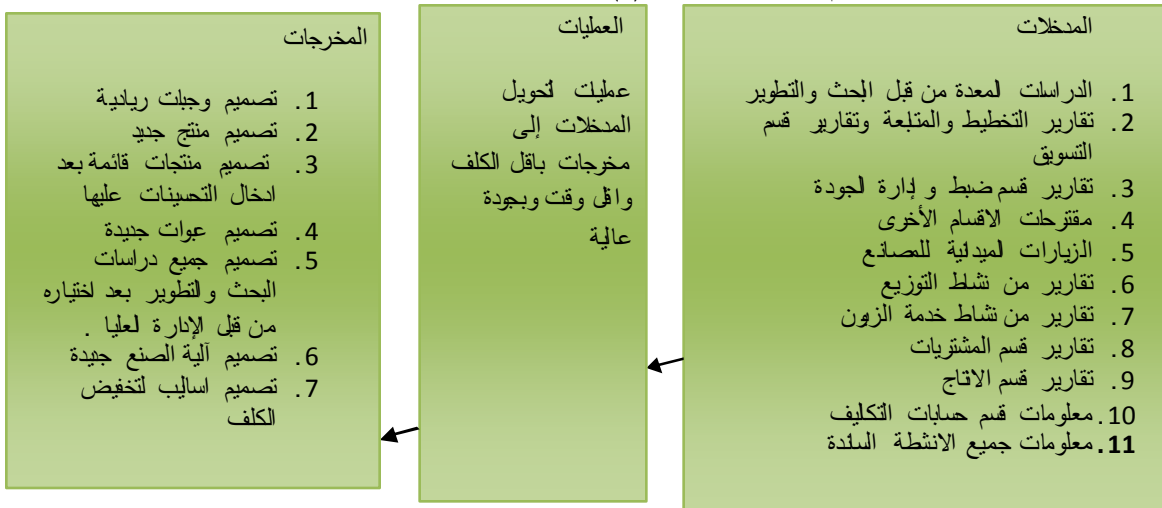 المدخلات
1. الدراسات المعدة من قبل البحث والتطوير
2. تقارير التخطيط والمتابعة وتقارير قسم
التسويق
3. تقارير قسم ضبط و إدارة الجودة
4. مقترحات الاقسام الأخرى
5. الزيارات الميدانية للمصانع
6. تقارير من نشاط التوزيع
7. تقارير من نشاط خدمة الزبون
8. تقارير قسم المشتريات
9. تقارير قسم الانتاج
10. معلومات قسم حسابات التكاليف
11. معلومات جميع الانشطة الساندة
العمليات
عمليات لتحويل
المدخلات إلى
مخرجات باقل الكلف
واقل وقت وبجودة
عالية
المخرجات
1. تصميم وجبات ريادية
2. تصميم منتج جديد
3. تصميم منتجات قائمة بعد
ادخال التحسينات عليها
4. تصميم عبوات جديدة
5. تصميم جميع دراسات
البحث والتطوير بعد اختياره
من قبل الإدارة العليا .
6. تصميم آلية الصنع جديدة
7. تصميم اساليب لتخفيض
الكلف